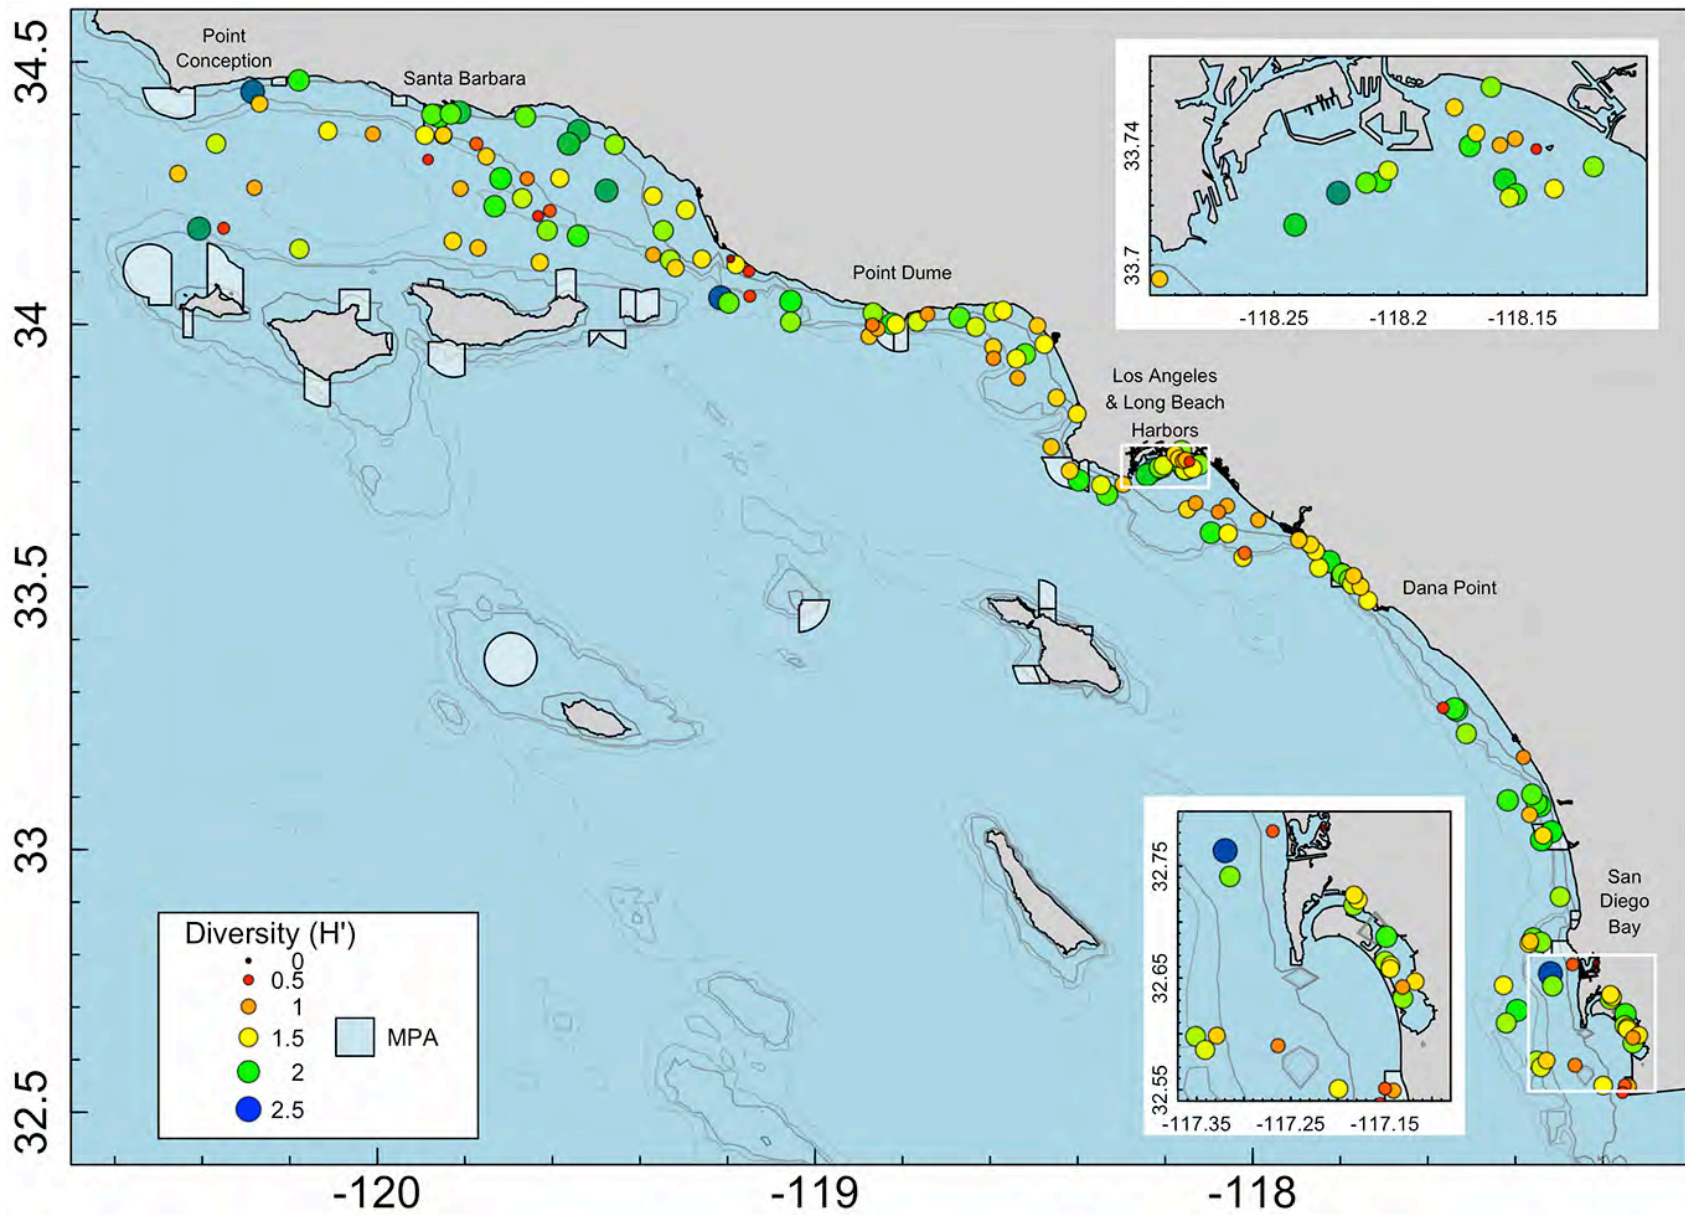 34.5
34
33.5
33
32.5
-120
-119
-118
Point
Conception
Santa Barbara
Point Dume
Los Angeles
& Long Beach
Harbors
Dana Point
San
Diego
Bay
33.74
33.7
-118.25
-118.2
-118.15
32.75
32.65
32.55
-117.35
-117.25
-117.15
Diversity (H')
0
0.5
1
1.5
2
2.5
MPA